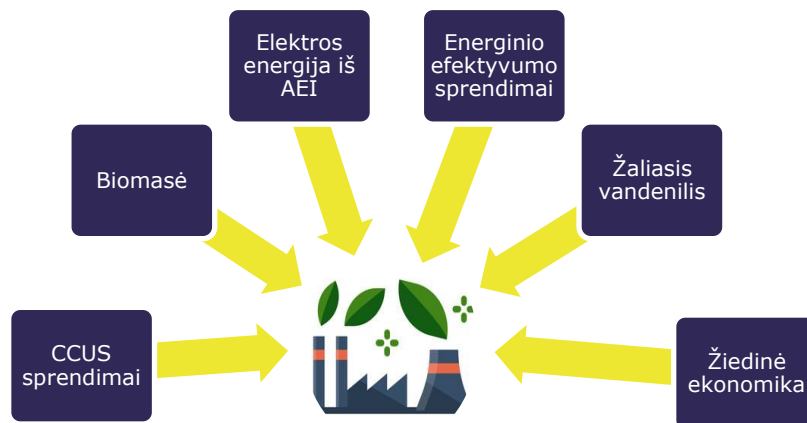 Elektros
energija iš
AEI
Energinio
efektyvumo
sprendimai
Biomasė
Žaliasis
vandenilis
CCUS
sprendimai
Žiedinė
ekonomika